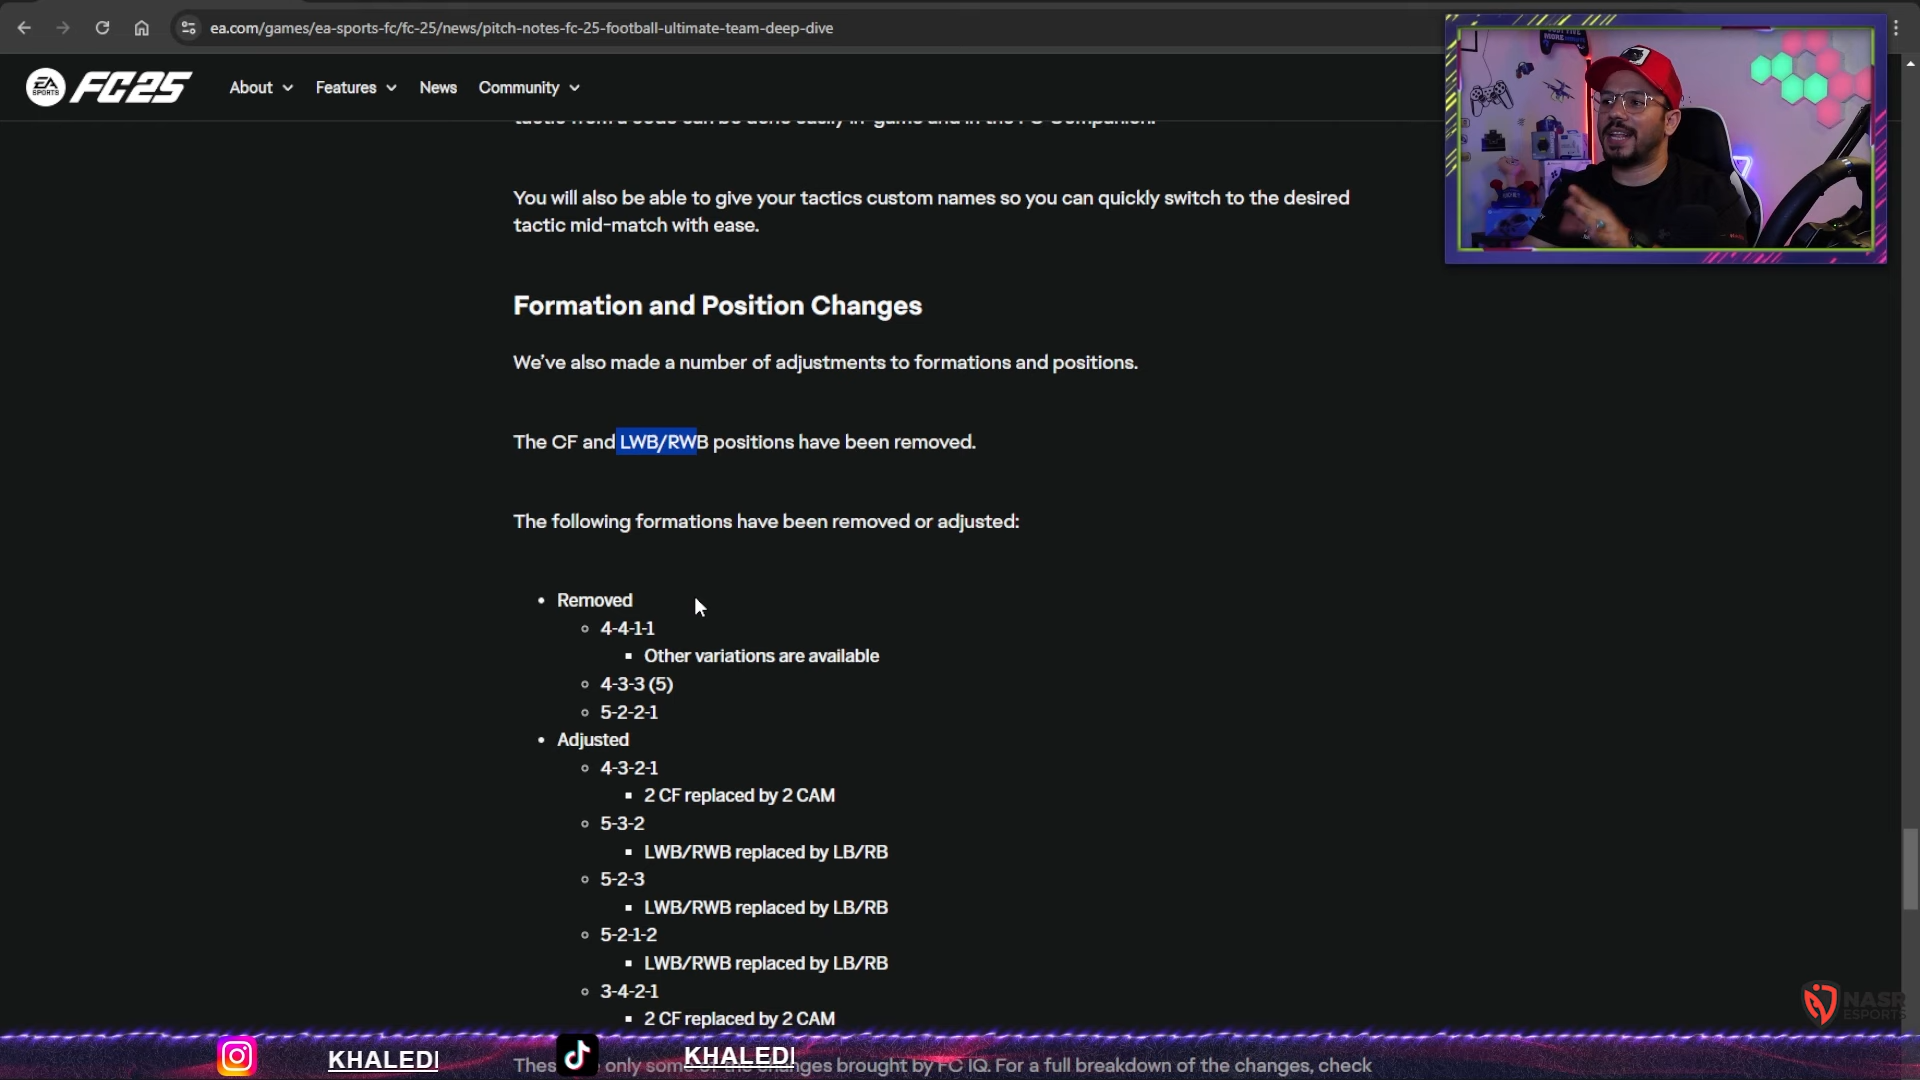 ea.com/games/ea-sports-fc/fc-25/news/pitch-notes-fc-25-football-ultimate-team-deep-dive
EA SPORTS FC25 About Features News Community
You will also be able to give your tactics custom names so you can quickly switch to the desired
tactic mid-match with ease.
Formation and Position Changes
We've also made a number of adjustments to formations and positions.
The CF and LWB/RWB positions have been removed.
The following formations have been removed or adjusted:
• Removed
4-4-1-1
Other variations are available
4-3-3 (5)
5-2-2-1
• Adjusted
4-3-2-1
2 CF replaced by 2 CAM
5-3-2
LWB/RWB replaced by LB/RB
5-2-3
LWB/RWB replaced by LB/RB
5-2-1-2
LWB/RWB replaced by LB/RB
3-4-2-1
2 CF replaced by 2 CAM
NASR
ESPORTS
KHALEDI
KHALEDI
only some of the changes brought by FC IQ. For a full breakdown of the changes, check